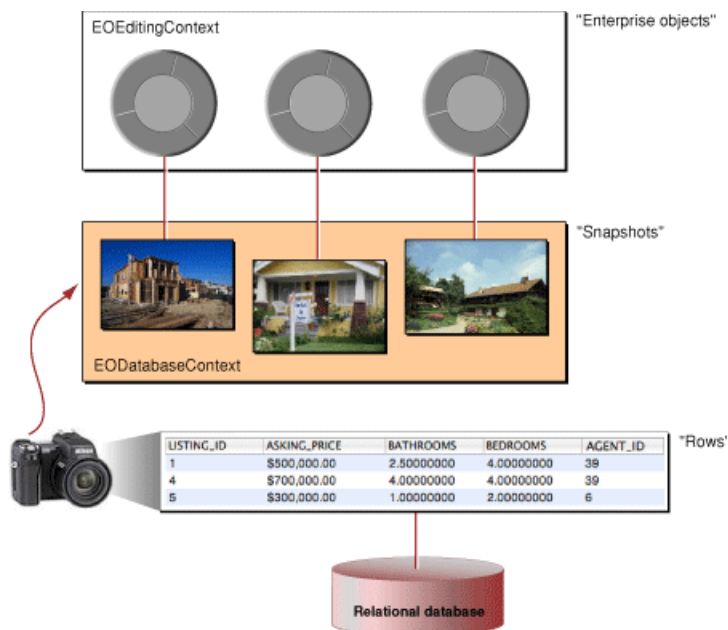 EOEditingContext
"Enterprise objects"
"Snapshots"
EODatabaseContext
LISTING_ID ASKING_PRICE BATHROOMS BEDROOMS AGENT_ID
1 $500,000.00 2.50000000 4.00000000 39
4 $700,000.00 4.00000000 4.00000000 39
5 $300,000.00 1.00000000 2.00000000 6
"Rows"
Relational database